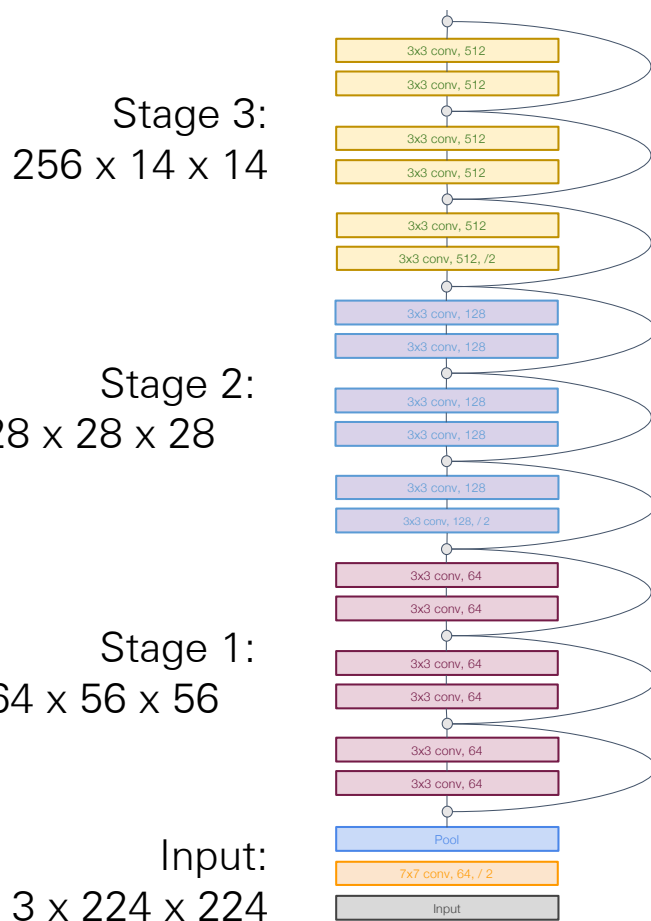 3x3 conv, 512
3x3 conv, 512
Stage 3:
256 x 14 x 14
3x3 conv, 512
3x3 conv, 512
3x3 conv, 512
3x3 conv, 512, /2
3x3 conv, 128
3x3 conv, 128
Stage 2:
28 x 28 x 28
3x3 conv, 128
3x3 conv, 128
3x3 conv, 128
3x3 conv, 128, / 2
3x3 conv, 64
3x3 conv, 64
Stage 1:
64 x 56 x 56
3x3 conv, 64
3x3 conv, 64
3x3 conv, 64
3x3 conv, 64
Input:
3 x 224 x 224
Pool
7x7 conv, 64, / 2
Input